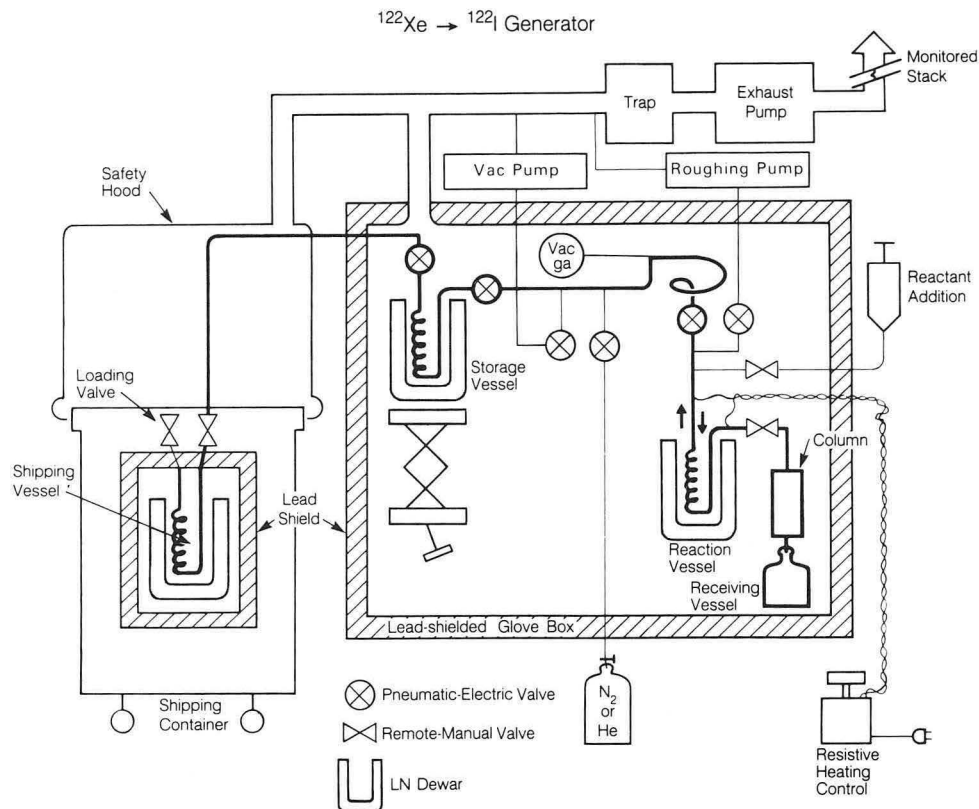 ¹²²Xe → ¹²²I Generator
Monitored
Stack
Trap
Exhaust
Pump
Vac Pump
Roughing Pump
Safety
Hood
Vac
ga
Reactant
Addition
Storage
Vessel
Loading
Valve
Column
Shipping
Vessel
Lead
Shield
Reaction
Vessel
Receiving
Vessel
Lead-shielded Glove Box
Shipping
Container
Pneumatic-Electric Valve
Remote-Manual Valve
LN Dewar
N₂
or
He
Resistive
Heating
Control